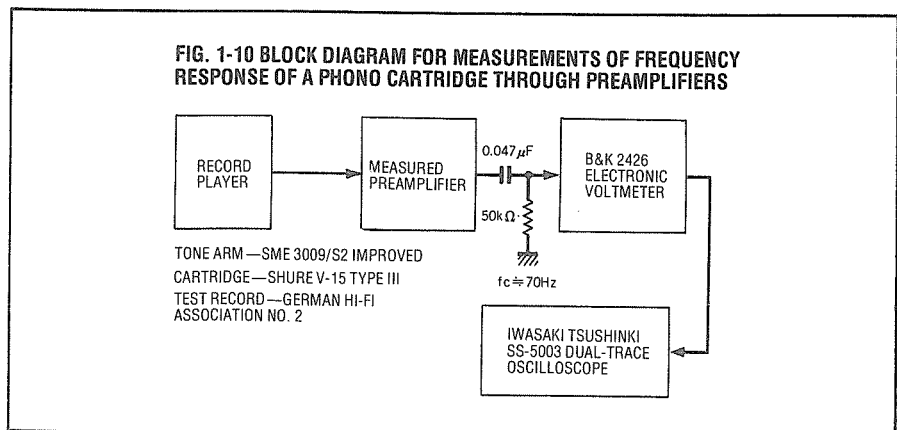 FIG. 1-10 BLOCK DIAGRAM FOR MEASUREMENTS OF FREQUENCY
RESPONSE OF A PHONO CARTRIDGE THROUGH PREAMPLIFIERS
RECORD
PLAYER
MEASURED
PREAMPLIFIER
0.047µF
50kΩ
fc≒70Hz
B&K 2426
ELECTRONIC
VOLTMETER
TONE ARM—SME 3009/S2 IMPROVED
CARTRIDGE—SHURE V-15 TYPE III
TEST RECORD—GERMAN HI-FI
ASSOCIATION NO. 2
IWASAKI TSUSHINKI
SS-5003 DUAL-TRACE
OSCILLOSCOPE